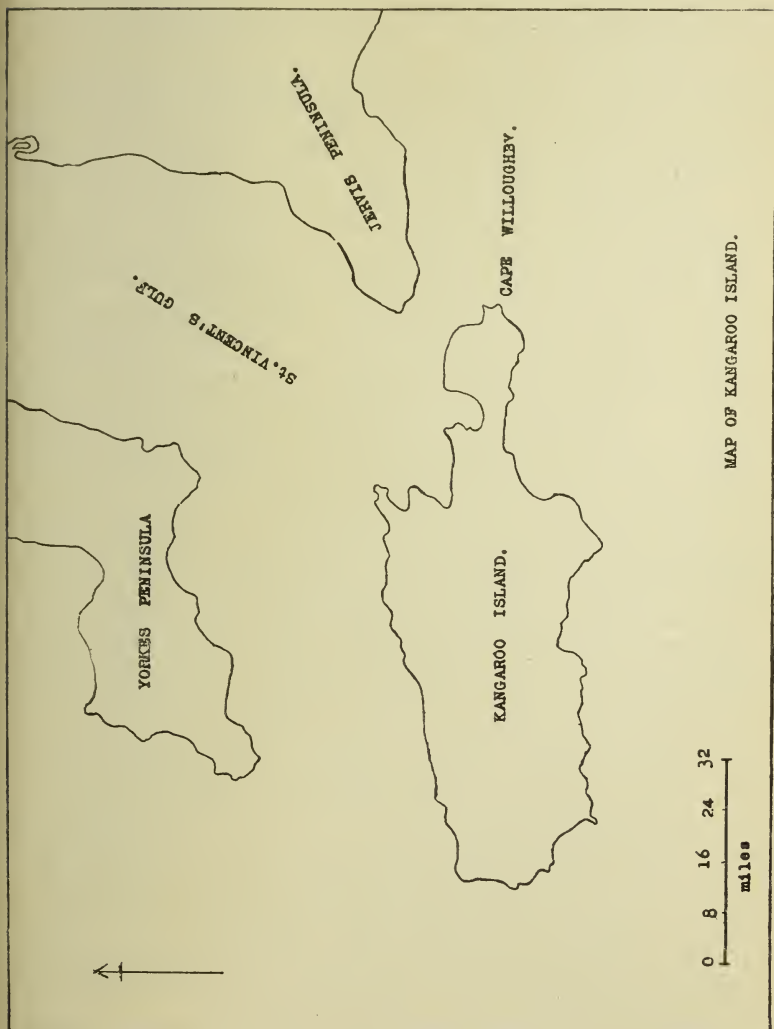 JERVIS PENINSULA.
St.VINCENT'S GULF.
YORKES PENINSULA
CAPE WILLOUGHBY.
KANGAROO ISLAND.
0 8 16 24 32
miles
MAP OF KANGAROO ISLAND.